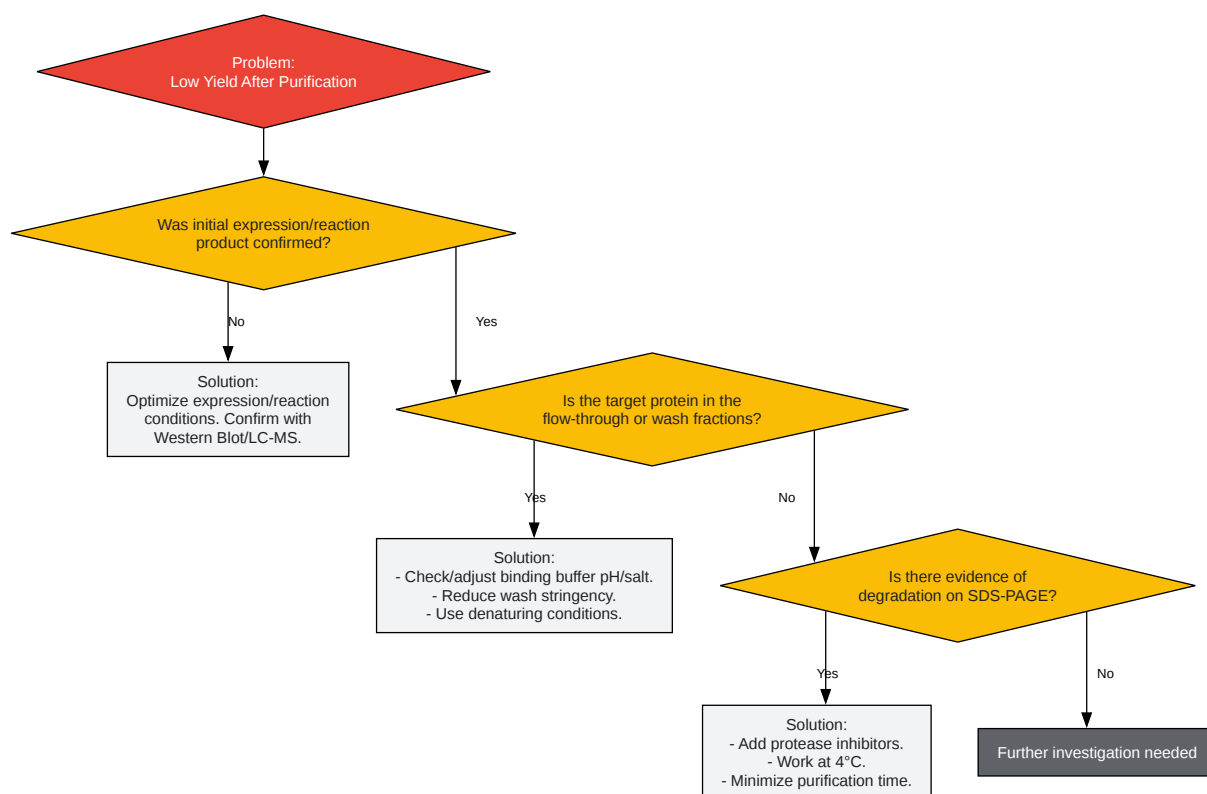 Problem:
Low Yield After Purification
Was initial expression/reaction
product confirmed?
No
Yes
Solution:
Optimize expression/reaction
conditions. Confirm with
Western Blot/LC-MS.
Is the target protein in the
flow-through or wash fractions?
Yes
No
Solution:
- Check/adjust binding buffer pH/salt.
- Reduce wash stringency.
- Use denaturing conditions.
Is there evidence of
degradation on SDS-PAGE?
Yes
No
Solution:
- Add protease inhibitors.
- Work at 4°C.
- Minimize purification time.
Further investigation needed